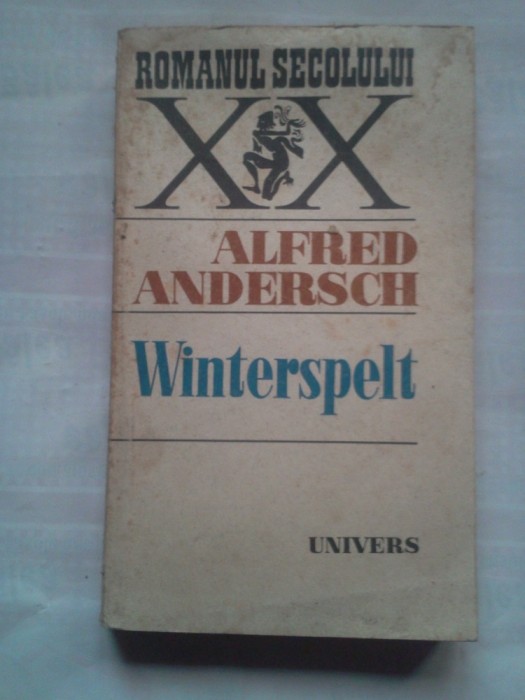 ROMANUL SECOLULUI
XX
ALFRED
ANDERSCH
Winterspelt
UNIVERS